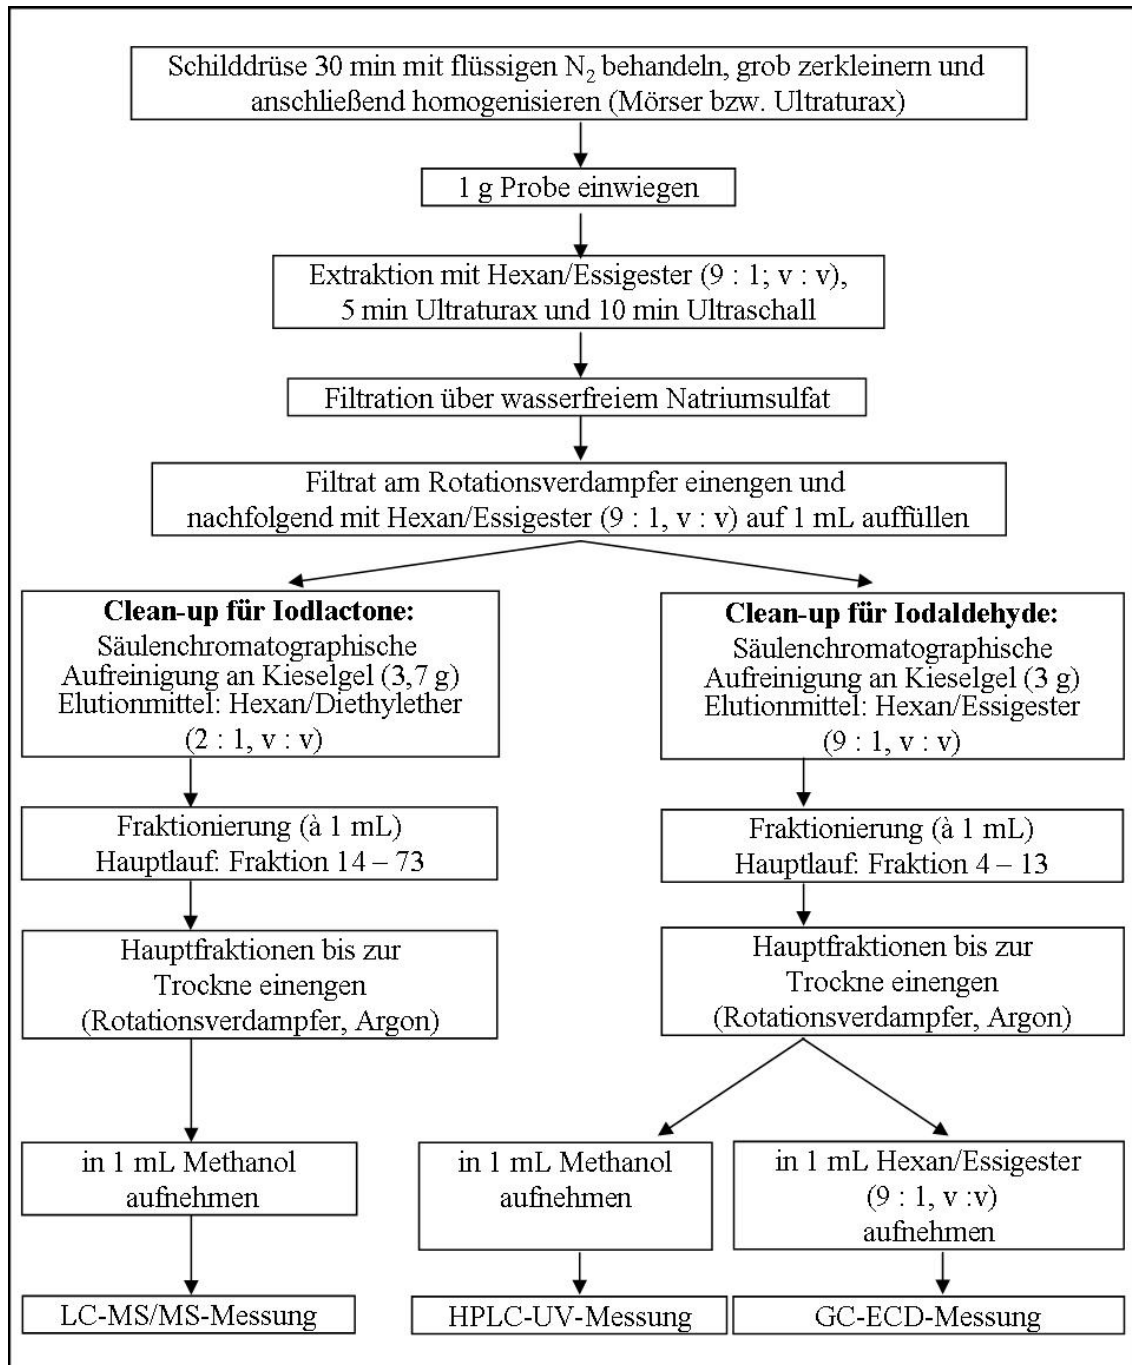 Schilddrüse 30 min mit flüssigen N₂ behandeln, grob zerkleinern und
anschließend homogenisieren (Mörser bzw. Ultraturax)
1 g Probe einwiegen
Extraktion mit Hexan/Essigester (9 : 1; v : v),
5 min Ultraturax und 10 min Ultraschall
Filtration über wasserfreiem Natriumsulfat
Filtrat am Rotationsverdampfer einengen und
nachfolgend mit Hexan/Essigester (9 : 1, v : v) auf 1 mL auffüllen
Clean-up für Iodlactone:
Säulenchromatographische
Aufreinigung an Kieselgel (3,7 g)
Elutionmittel: Hexan/Diethylether
(2 : 1, v : v)
Fraktionierung (à 1 mL)
Hauptlauf: Fraktion 14 – 73
Hauptfraktionen bis zur
Trockne einengen
(Rotationsverdampfer, Argon)
in 1 mL Methanol
aufnehmen
LC-MS/MS-Messung
Clean-up für Iodaldehyde:
Säulenchromatographische
Aufreinigung an Kieselgel (3 g)
Elutionmittel: Hexan/Essigester
(9 : 1, v : v)
Fraktionierung (à 1 mL)
Hauptlauf: Fraktion 4 – 13
Hauptfraktionen bis zur
Trockne einengen
(Rotationsverdampfer, Argon)
in 1 mL Methanol
aufnehmen
HPLC-UV-Messung
in 1 mL Hexan/Essigester
(9 : 1, v :v)
aufnehmen
GC-ECD-Messung